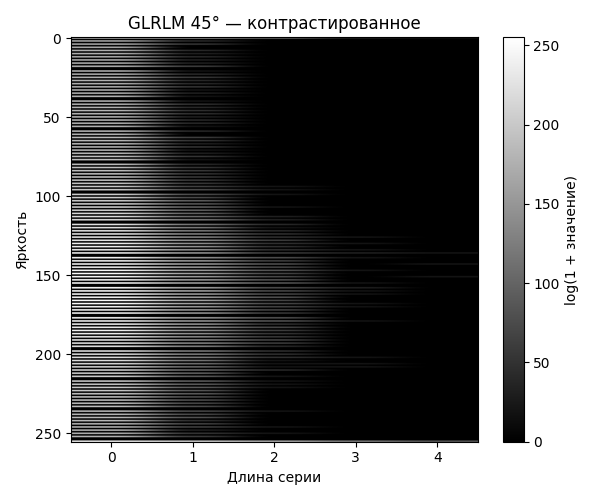 GLRLM 45° — контрастированное
0
50
100
150
200
250
Яркость
0 1 2 3 4
Длина серии
250
200
150
100
50
0
log(1 + значение)